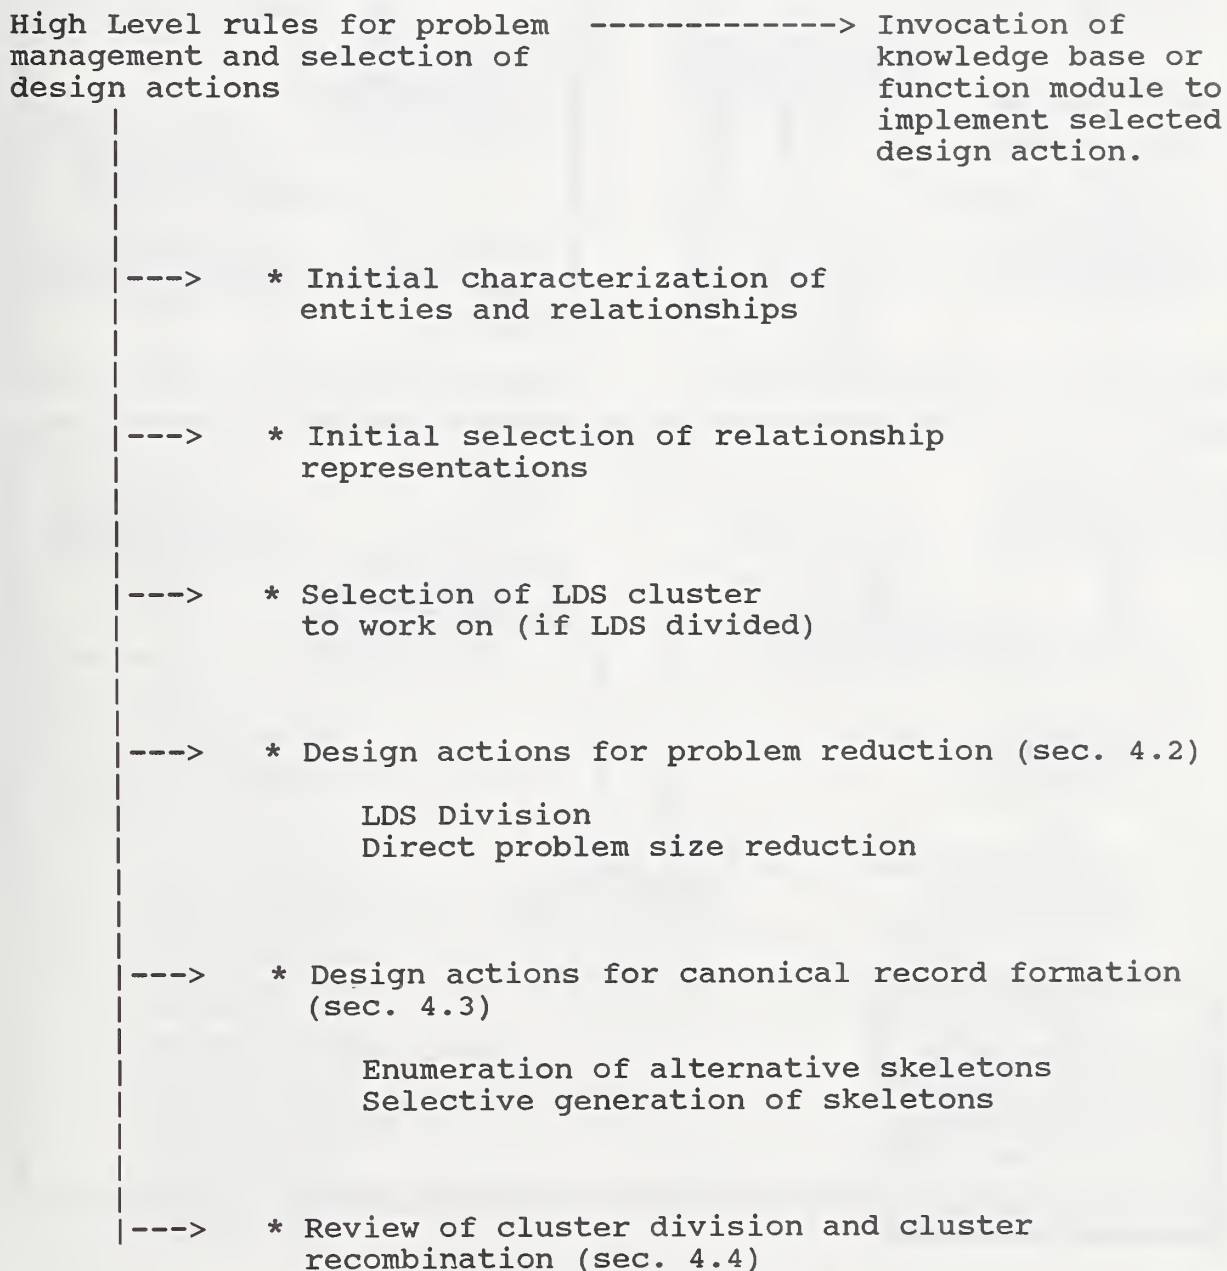 High Level rules for problem -------------> Invocation of
management and selection of knowledge base or
design actions function module to
implement selected
design action.
|---> * Initial characterization of
entities and relationships
|---> * Initial selection of relationship
representations
|---> * Selection of LDS cluster
to work on (if LDS divided)
|---> * Design actions for problem reduction (sec. 4.2)
LDS Division
Direct problem size reduction
|---> * Design actions for canonical record formation
(sec. 4.3)
Enumeration of alternative skeletons
Selective generation of skeletons
|---> * Review of cluster division and cluster
recombination (sec. 4.4)